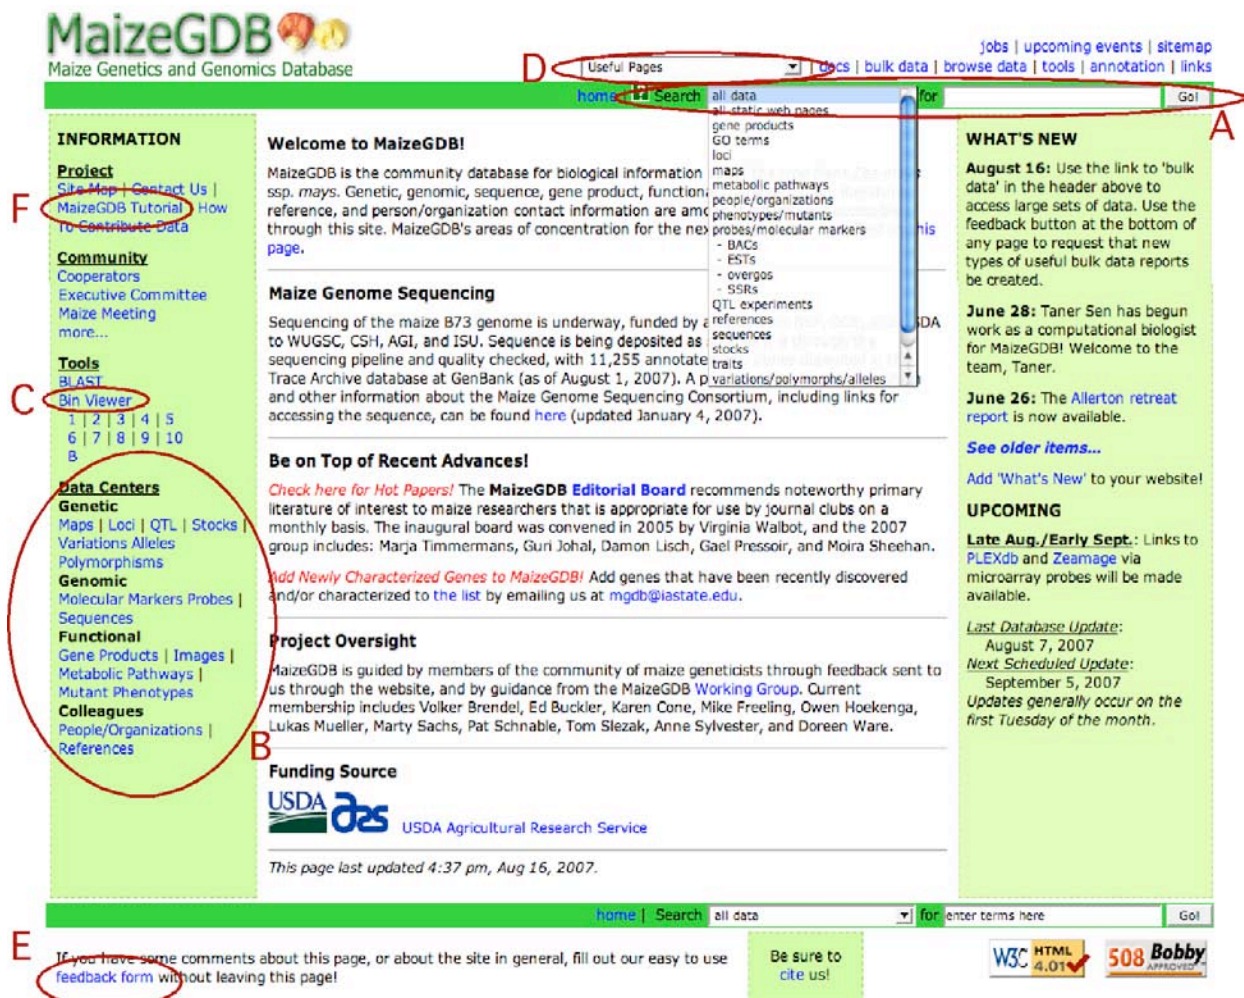 MaizeGDB
Maize Genetics and Genomics Database
jobs | upcoming events | sitemap
D
Useful Pages
| docs | bulk data | browse data | tools | annotation | links
home | Search all data for Go!
A
all static web pages
gene products
GO terms
loci
maps
metabolic pathways
people/organizations
phenotypes/mutants
probes/molecular markers
- BACs
- ESTs
- overgos
- SSRs
QTL experiments
references
sequences
stocks
traits
variations/polymorphs/alleles
INFORMATION
Project
Site Map | Contact Us |
F
MaizeGDB Tutorial | How
To Contribute Data
Community
Cooperators
Executive Committee
Maize Meeting
more...
Tools
BLAST
C
Bin Viewer
1 | 2 | 3 | 4 | 5
6 | 7 | 8 | 9 | 10
B
Data Centers
Genetic
Maps | Loci | QTL | Stocks |
Variations Alleles
Polymorphisms
Genomic
Molecular Markers Probes |
Sequences
Functional
Gene Products | Images |
Metabolic Pathways |
Mutant Phenotypes
Colleagues
People/Organizations |
References
B
Welcome to MaizeGDB!
MaizeGDB is the community database for biological information
ssp. mays. Genetic, genomic, sequence, gene product,
reference, and person/organization contact information are
through this site. MaizeGDB's areas of concentration for the this
page.
Maize Genome Sequencing
Sequencing of the maize B73 genome is underway, funded by
to WUGSC, CSH, AGI, and ISU. Sequence is being deposited as
sequencing pipeline and quality checked, with 11,255
Trace Archive database at GenBank (as of August 1, 2007). A
and other information about the Maize Genome Sequencing Consortium, including links for
accessing the sequence, can be found here (updated January 4, 2007).
Be on Top of Recent Advances!
Check here for Hot Papers! The MaizeGDB Editorial Board recommends noteworthy primary
literature of interest to maize researchers that is appropriate for use by journal clubs on a
monthly basis. The inaugural board was convened in 2005 by Virginia Walbot, and the 2007
group includes: Marja Timmermans, Guri Johal, Damon Lisch, Gael Pressoir, and Moira Sheehan.
Add Newly Characterized Genes to MaizeGDB! Add genes that have been recently discovered
and/or characterized to the list by emailing us at mgdb@iastate.edu.
Project Oversight
MaizeGDB is guided by members of the community of maize geneticists through feedback sent to
us through the website, and by guidance from the MaizeGDB Working Group. Current
membership includes Volker Brendel, Ed Buckler, Karen Cone, Mike Freeling, Owen Hoekenga,
Lukas Mueller, Marty Sachs, Pat Schnable, Tom Slezak, Anne Sylvester, and Doreen Ware.
Funding Source
USDA ars USDA Agricultural Research Service
This page last updated 4:37 pm, Aug 16, 2007.
WHAT'S NEW
August 16: Use the link to 'bulk
data' in the header above to
access large sets of data. Use the
feedback button at the bottom of
any page to request that new
types of useful bulk data reports
be created.
June 28: Taner Sen has begun
work as a computational biologist
for MaizeGDB! Welcome to the
team, Taner.
June 26: The Allerton retreat
report is now available.
See older items...
Add 'What's New' to your website!
UPCOMING
Late Aug./Early Sept.: Links to
PLEXdb and Zeamage via
microarray probes will be made
available.
Last Database Update:
August 7, 2007
Next Scheduled Update:
September 5, 2007
Updates generally occur on the
first Tuesday of the month.
home | Search all data for enter terms here Go!
E
If you have some comments about this page, or about the site in general, fill out our easy to use
feedback form without leaving this page!
Be sure to
cite us!
W3C HTML 4.01
508 Bobby APPROVED